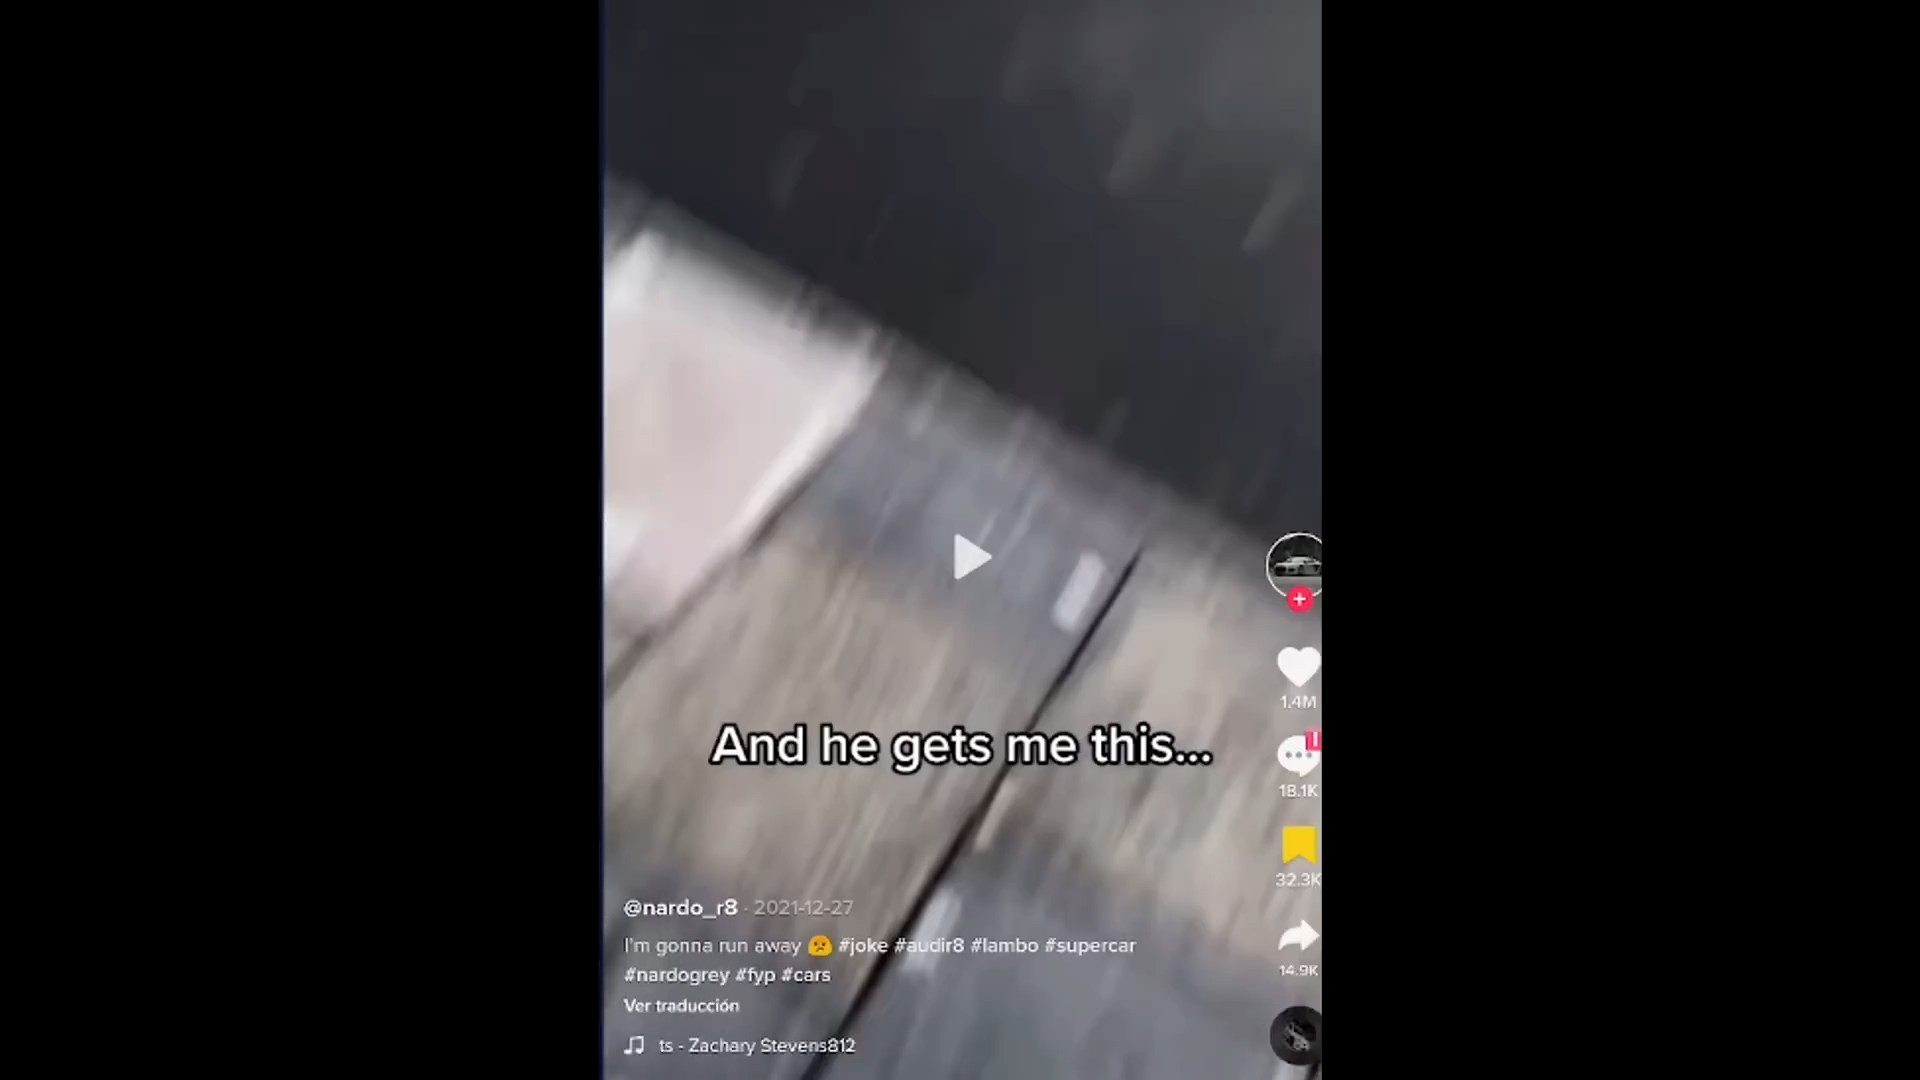 And he gets me this...
1.4M
18.1K
32.3K
14.9K
@nardo_r8 · 2021-12-27
I'm gonna run away 😕 #joke #audir8 #lambo #supercar
#nardogrey #fyp #cars
Ver traducción
ts - Zachary Stevens812